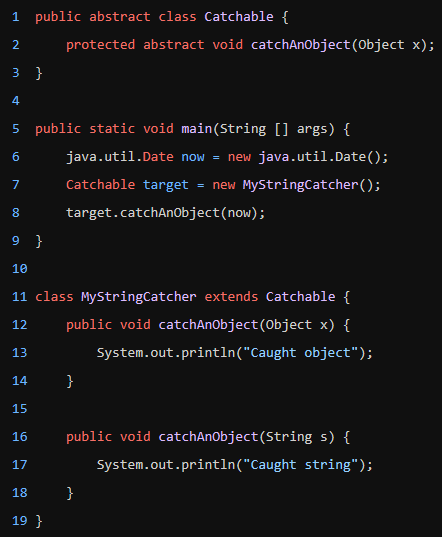 1 public abstract class Catchable {
2     protected abstract void catchAnObject(Object x);
3 }
4
5 public static void main(String [] args) {
6     java.util.Date now = new java.util.Date();
7     Catchable target = new MyStringCatcher();
8     target.catchAnObject(now);
9 }
10
11 class MyStringCatcher extends Catchable {
12     public void catchAnObject(Object x) {
13         System.out.println("Caught object");
14     }
15
16     public void catchAnObject(String s) {
17         System.out.println("Caught string");
18     }
19 }